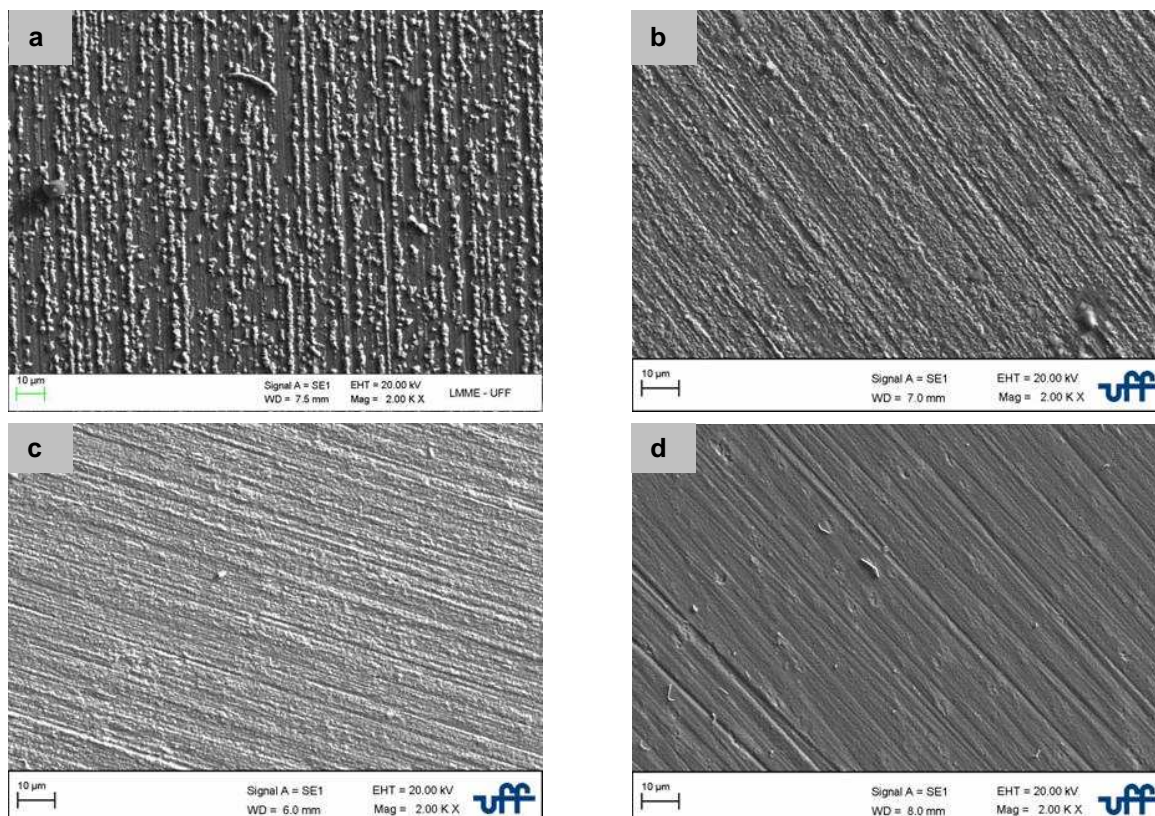 a
b
10 µm
Signal A = SE1 EHT = 20.00 kV
WD = 7.5 mm Mag = 2.00 K X
LMME - UFF
10 µm
Signal A = SE1 EHT = 20.00 kV
WD = 7.0 mm Mag = 2.00 K X
uff
c
d
10 µm
Signal A = SE1 EHT = 20.00 kV
WD = 6.0 mm Mag = 2.00 K X
uff
10 µm
Signal A = SE1 EHT = 20.00 kV
WD = 8.0 mm Mag = 2.00 K X
uff